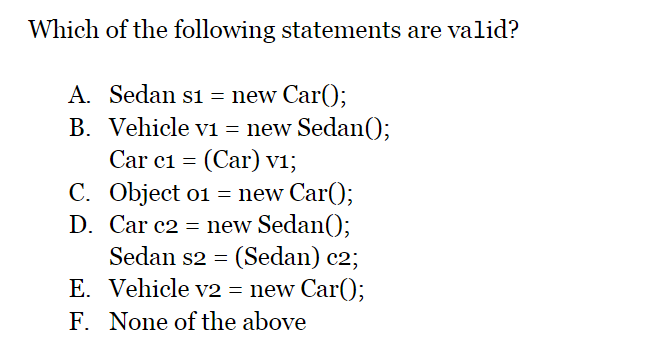 Which of the following statements are valid?
A. Sedan s1 = new Car();
B. Vehicle v1 = new Sedan();
Car c1 = (Car) v1;
C. Object o1 = new Car();
D. Car c2 = new Sedan();
Sedan s2 = (Sedan) c2;
E. Vehicle v2 = new Car();
F. None of the above